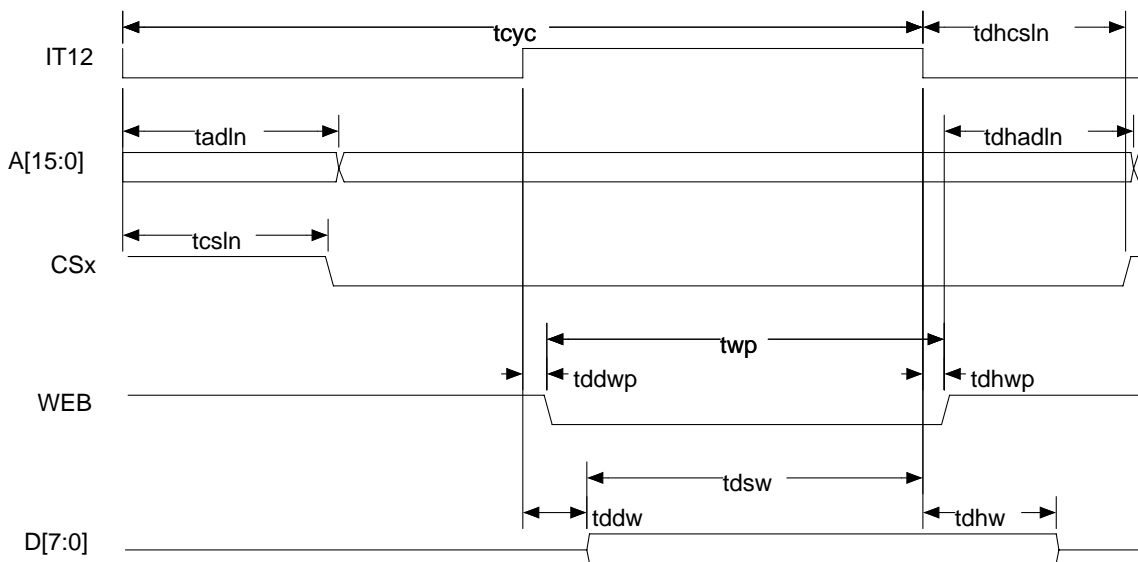 tcyc
tdhcsln
IT12
tadln
tdhadln
A[15:0]
tcsln
CSx
twp
tddwp
tdhwp
WEB
tdsw
tddw
tdhw
D[7:0]